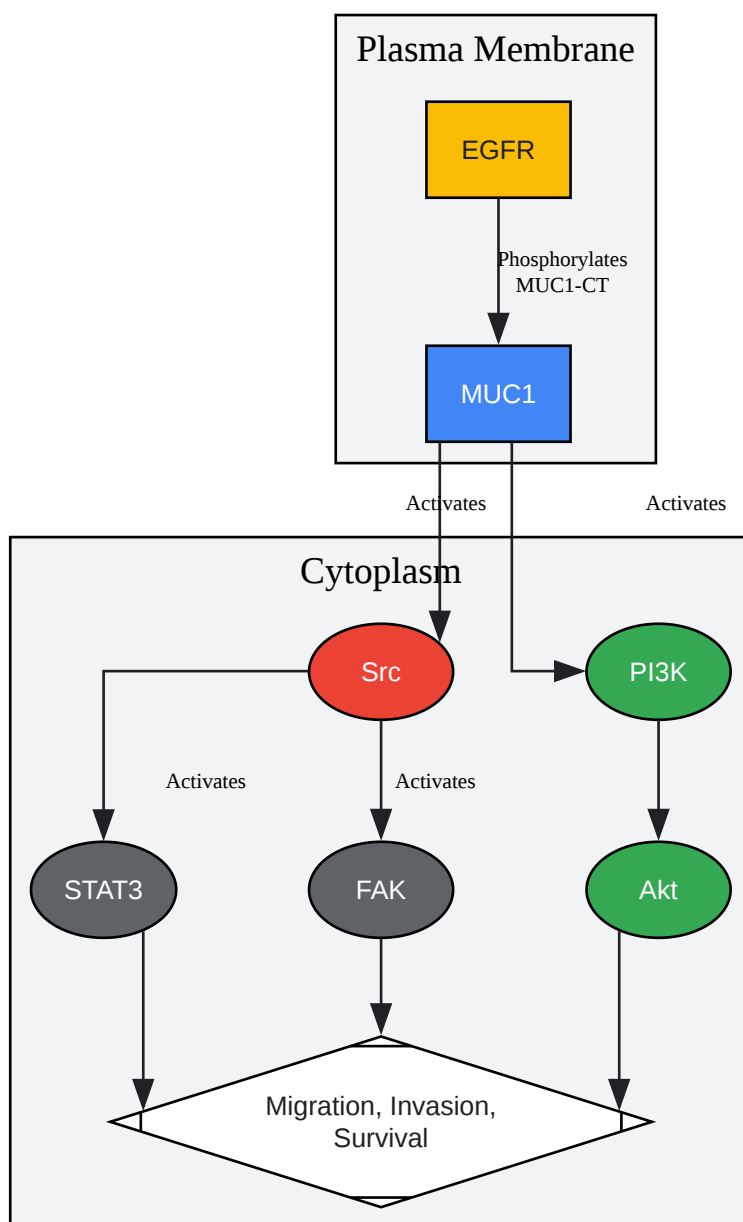 Plasma Membrane
EGFR
Phosphorylates
MUC1-CT
MUC1
Activates
Activates
Cytoplasm
Src
PI3K
Activates
Activates
STAT3
FAK
Akt
Migration, Invasion,
Survival